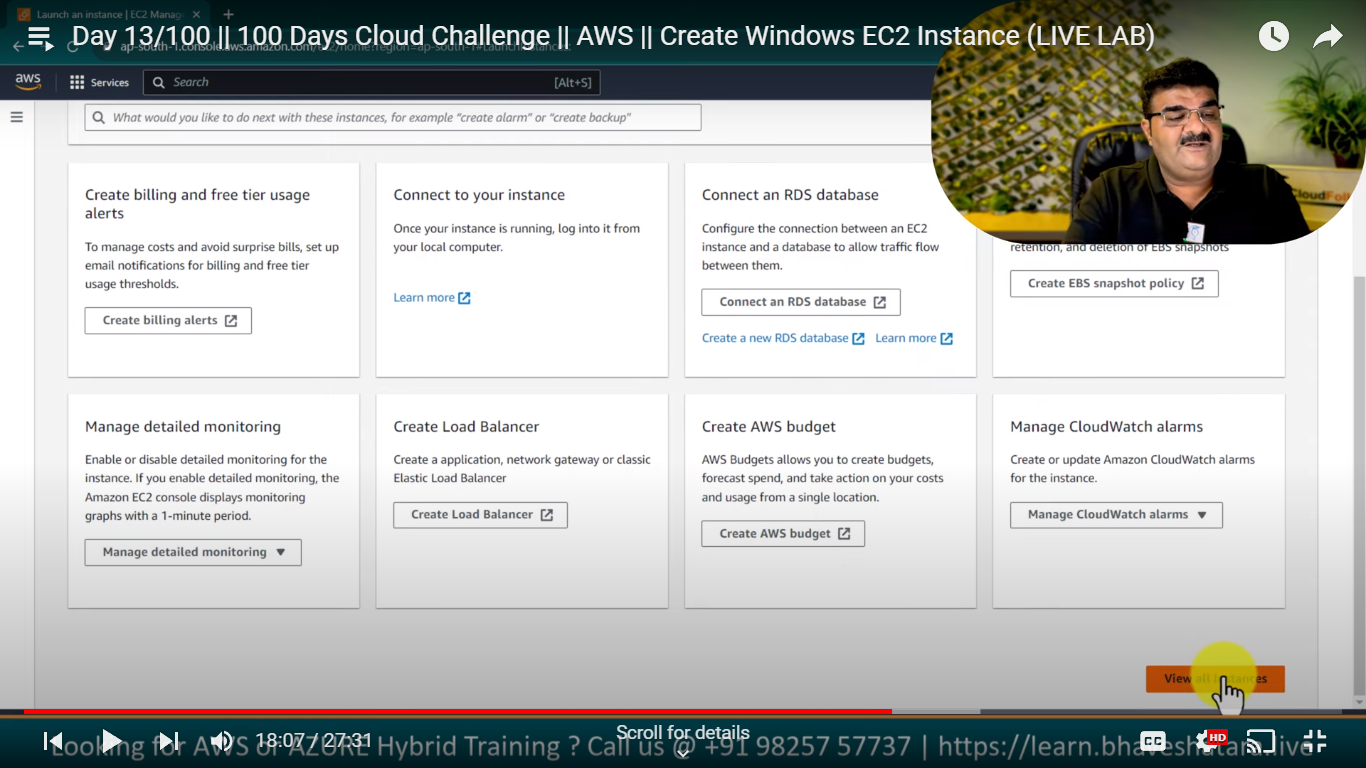 Launch an instance | EC2 Manag
Day 13/100 || 100 Days Cloud Challenge || AWS || Create Windows EC2 Instance (LIVE LAB)
aws
Services
Search
[Alt+S]
What would you like to do next with these instances, for example "create alarm" or "create backup"
Create billing and free tier usage
alerts
To manage costs and avoid surprise bills, set up
email notifications for billing and free tier
usage thresholds.
Create billing alerts
Connect to your instance
Once your instance is running, log into it from
your local computer.
Learn more
Connect an RDS database
Configure the connection between an EC2
instance and a database to allow traffic flow
between them.
Connect an RDS database
Create a new RDS database
Learn more
retention, and deletion of EBS snapshots
Create EBS snapshot policy
Manage detailed monitoring
Enable or disable detailed monitoring for the
instance. If you enable detailed monitoring, the
Amazon EC2 console displays monitoring
graphs with a 1-minute period.
Manage detailed monitoring
Create Load Balancer
Create a application, network gateway or classic
Elastic Load Balancer
Create Load Balancer
Create AWS budget
AWS Budgets allows you to create budgets,
forecast spend, and take action on your costs
and usage from a single location.
Create AWS budget
Manage CloudWatch alarms
Create or update Amazon CloudWatch alarms
for the instance.
Manage CloudWatch alarms
View all instances
Scroll for details
18:07 / 27:31
CC
HD
Looking for AWS or AZURE Hybrid Training ? Call us +91 98257 57737 | https://learn.bhaveshatara.live